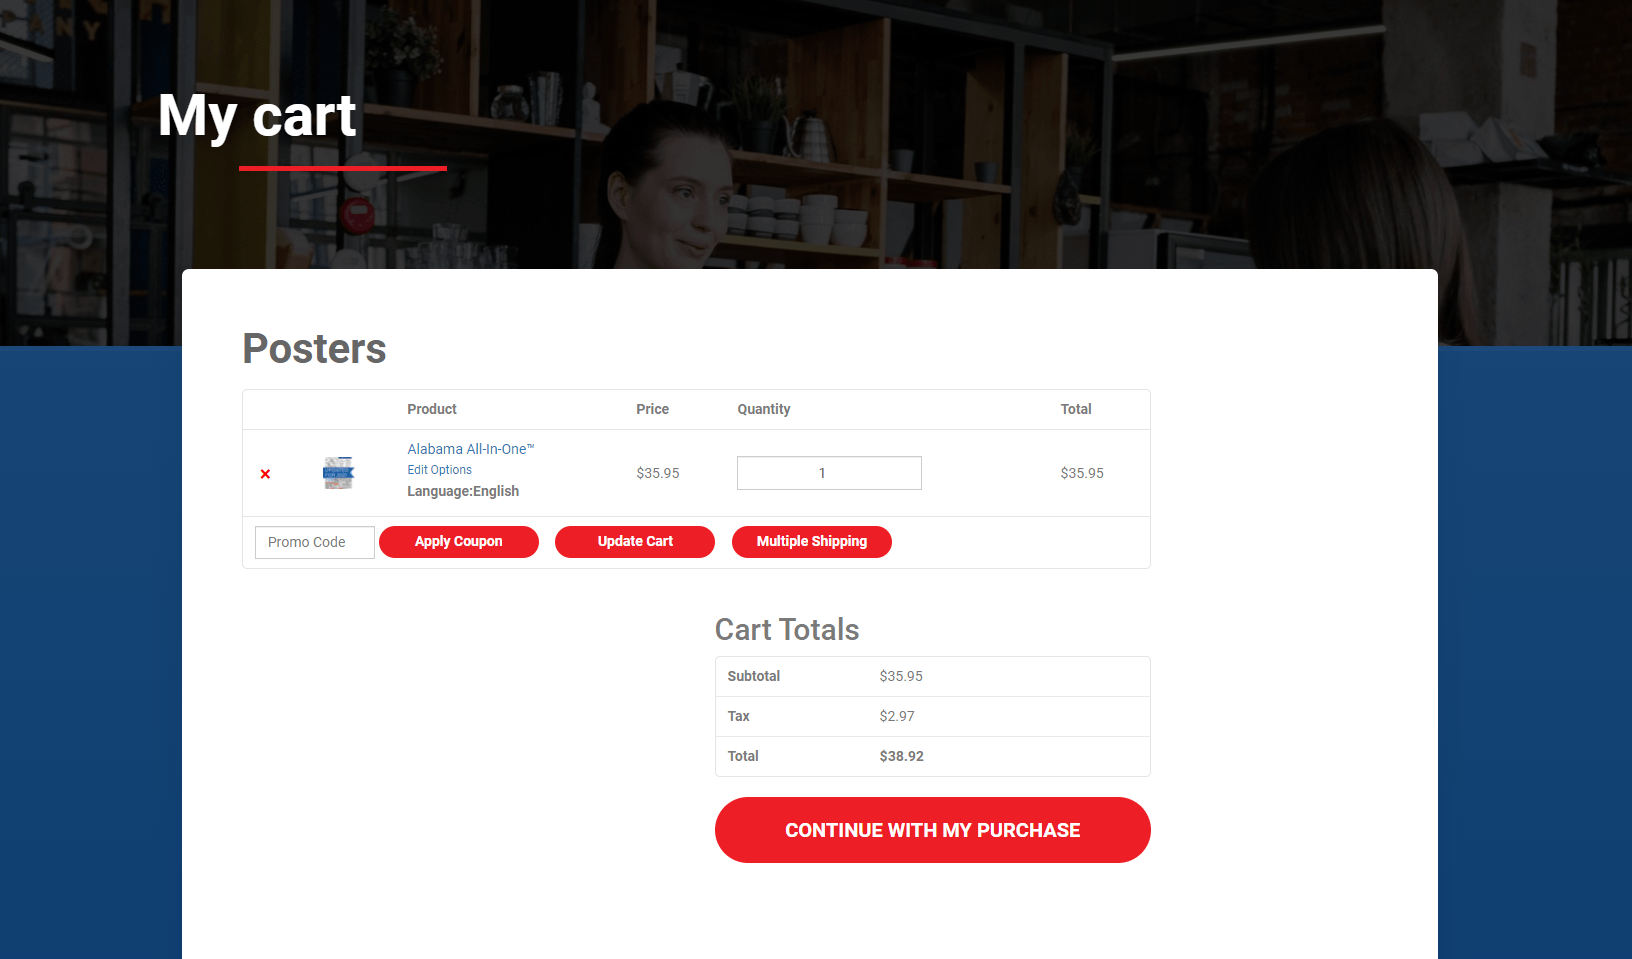 My cart
Posters
Product Price Quantity Total
Alabama All-In-One™
Edit Options
Language:English
× $35.95 1 $35.95
Promo Code Apply Coupon Update Cart Multiple Shipping
Cart Totals
Subtotal $35.95
Tax $2.97
Total $38.92
CONTINUE WITH MY PURCHASE